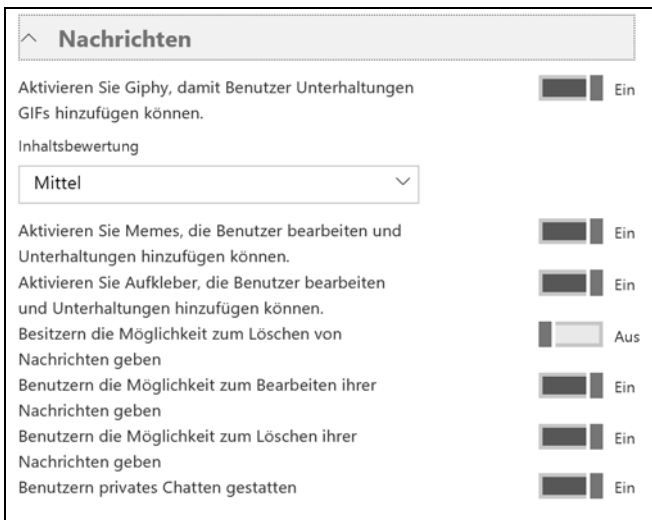 Nachrichten
Aktivieren Sie Giphy, damit Benutzer Unterhaltungen
GIFs hinzufügen können.
Ein
Inhaltsbewertung
Mittel
Aktivieren Sie Memes, die Benutzer bearbeiten und
Unterhaltungen hinzufügen können.
Ein
Aktivieren Sie Aufkleber, die Benutzer bearbeiten
und Unterhaltungen hinzufügen können.
Ein
Besitzern die Möglichkeit zum Löschen von
Nachrichten geben
Aus
Benutzern die Möglichkeit zum Bearbeiten ihrer
Nachrichten geben
Ein
Benutzern die Möglichkeit zum Löschen ihrer
Nachrichten geben
Ein
Benutzern privates Chatten gestatten
Ein